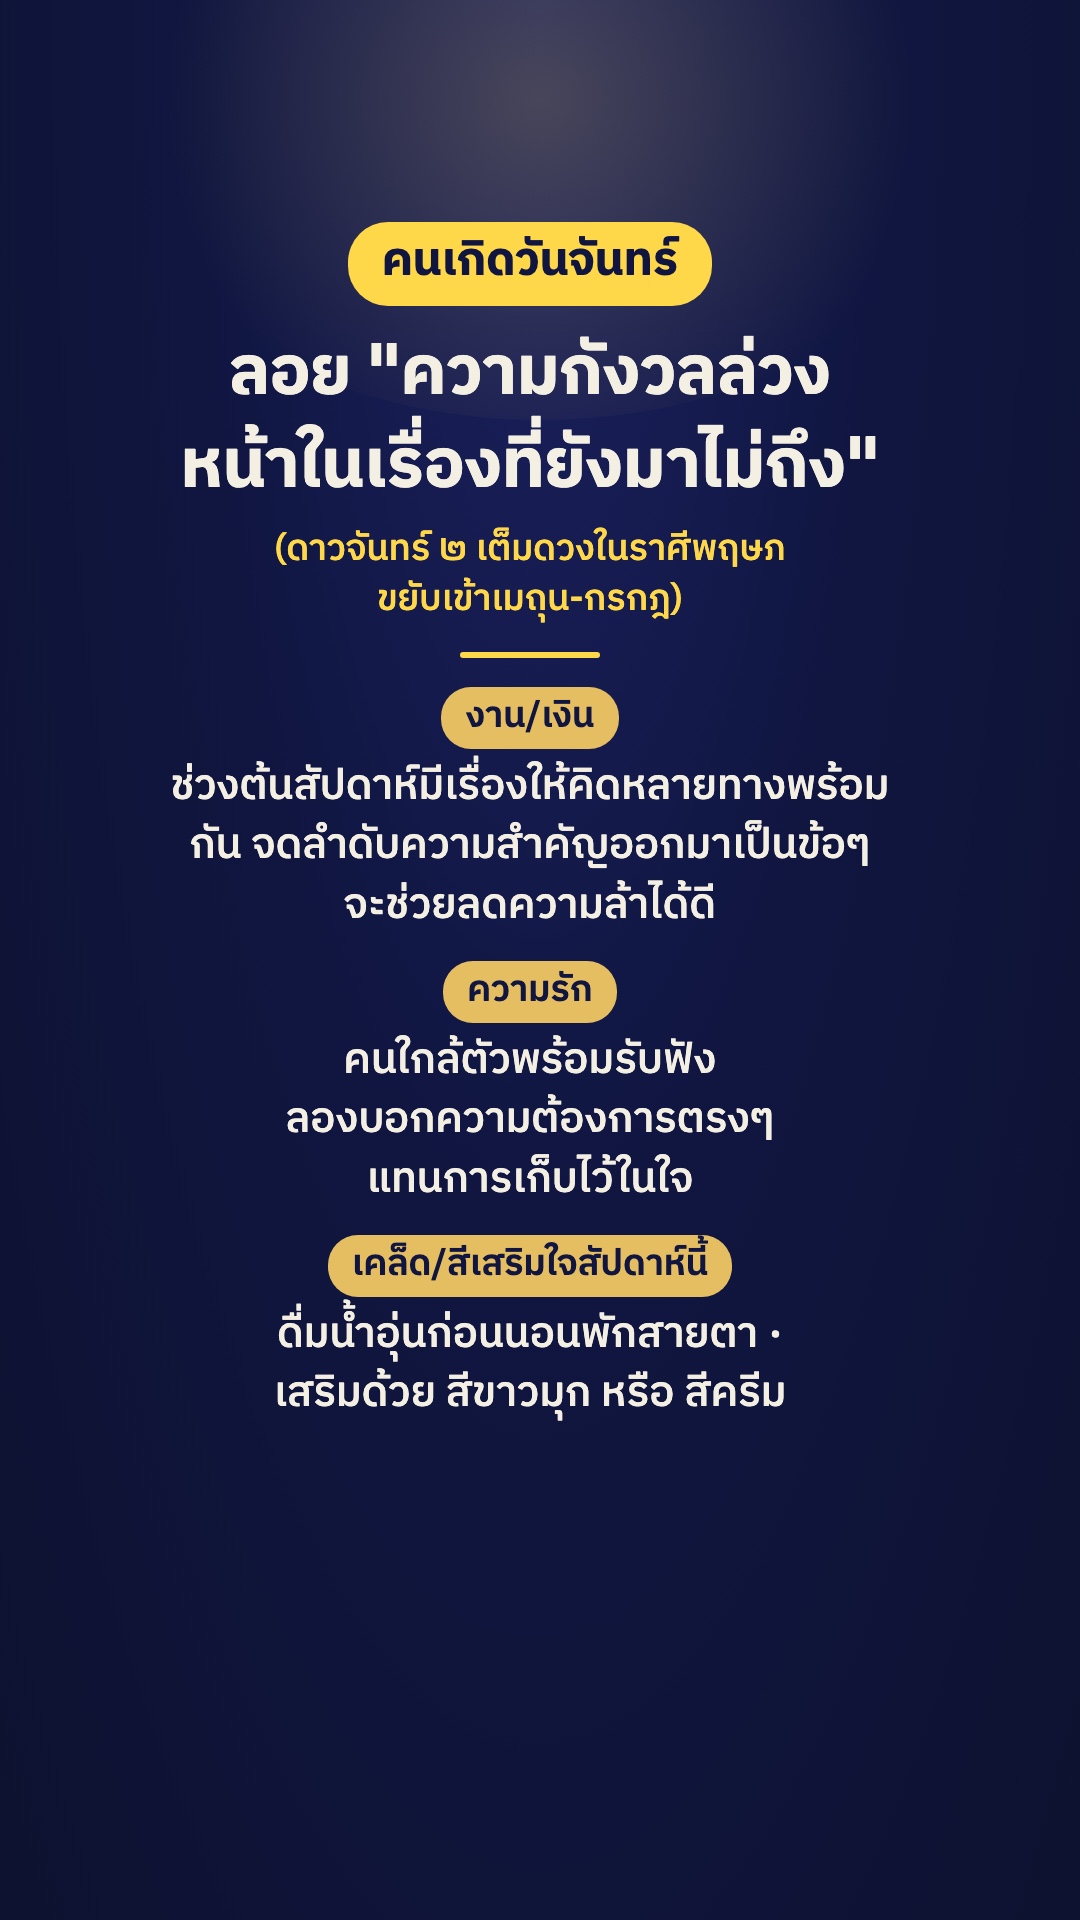 คนเกิดวันจันทร์
ลอย "ความกังวลล่วง
หน้าในเรื่องที่ยังมาไม่ถึง"
(ดาวจันทร์ ๒ เต็มดวงในราศีพฤษภ
ขยับเข้าเมถุน-กรกฎ)
งาน/เงิน
ช่วงต้นสัปดาห์มีเรื่องให้คิดหลายทางพร้อม
กัน จดลำดับความสำคัญออกมาเป็นข้อๆ
จะช่วยลดความล้าได้ดี
ความรัก
คนใกล้ตัวพร้อมรับฟัง
ลองบอกความต้องการตรงๆ
แทนการเก็บไว้ในใจ
เคล็ด/สีเสริมใจสัปดาห์นี้
ดื่มน้ำอุ่นก่อนนอนพักสายตา ·
เสริมด้วย สีขาวมุก หรือ สีครีม